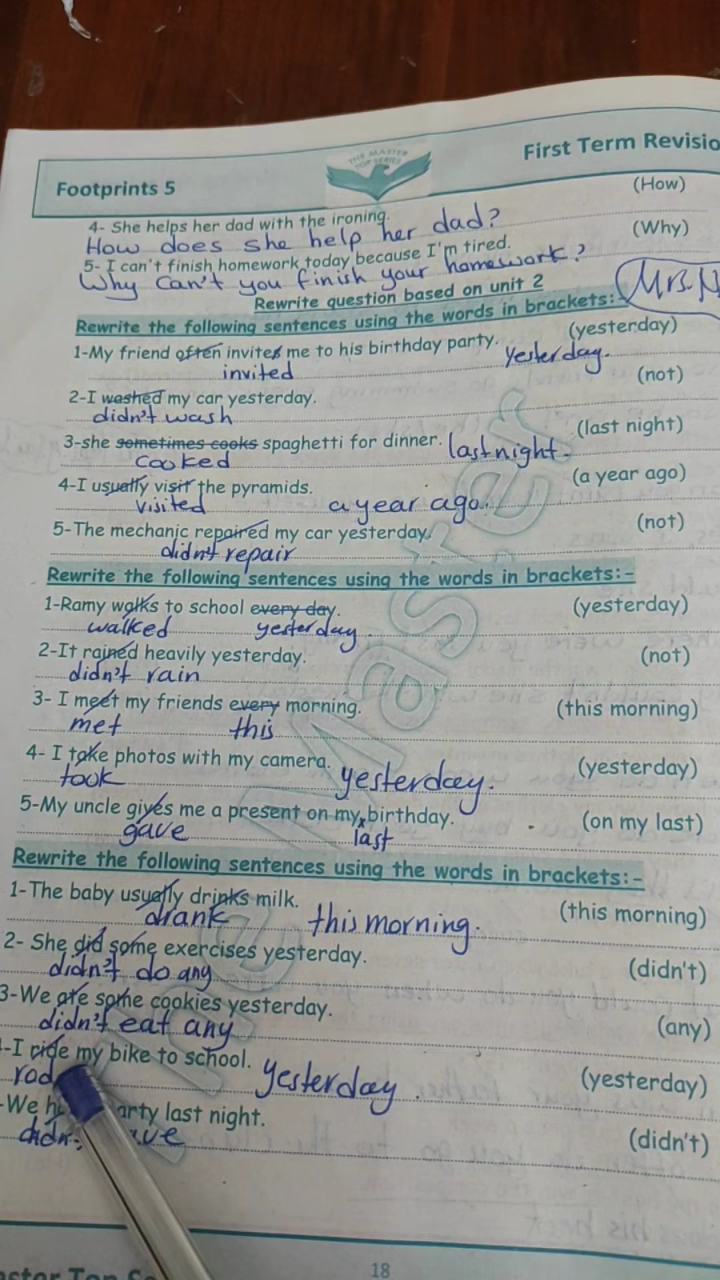 THE MASTER
TOP SERIES
First Term Revisio
Footprints 5
(How)
4- She helps her dad with the ironing.
How does she help her dad?
(Why)
5- I can't finish homework today because I'm tired.
Why can't you finish your homework?
Rewrite question based on unit 2
Mrs. N
Rewrite the following sentences using the words in brackets:-
1-My friend often invites me to his birthday party. (yesterday)
invited yesterday.
2-I washed my car yesterday. (not)
didn't wash
3-she sometimes cooks spaghetti for dinner. (last night)
cooked last night.
4-I usually visit the pyramids. (a year ago)
visited a year ago.
5-The mechanic repaired my car yesterday. (not)
didn't repair
Rewrite the following sentences using the words in brackets:-
1-Ramy walks to school every day. (yesterday)
walked yesterday.
2-It rained heavily yesterday. (not)
didn't rain
3- I meet my friends every morning. (this morning)
met this
4- I take photos with my camera. (yesterday)
took yesterday.
5-My uncle gives me a present on my birthday. (on my last)
gave last
Rewrite the following sentences using the words in brackets:-
1-The baby usually drinks milk. (this morning)
drank this morning.
2- She did some exercises yesterday. (didn't)
didn't do any
3-We ate some cookies yesterday. (any)
didn't eat any
-I ride my bike to school. (yesterday)
rod yesterday.
-We h arty last night. (didn't)
didn ave
The Master
18